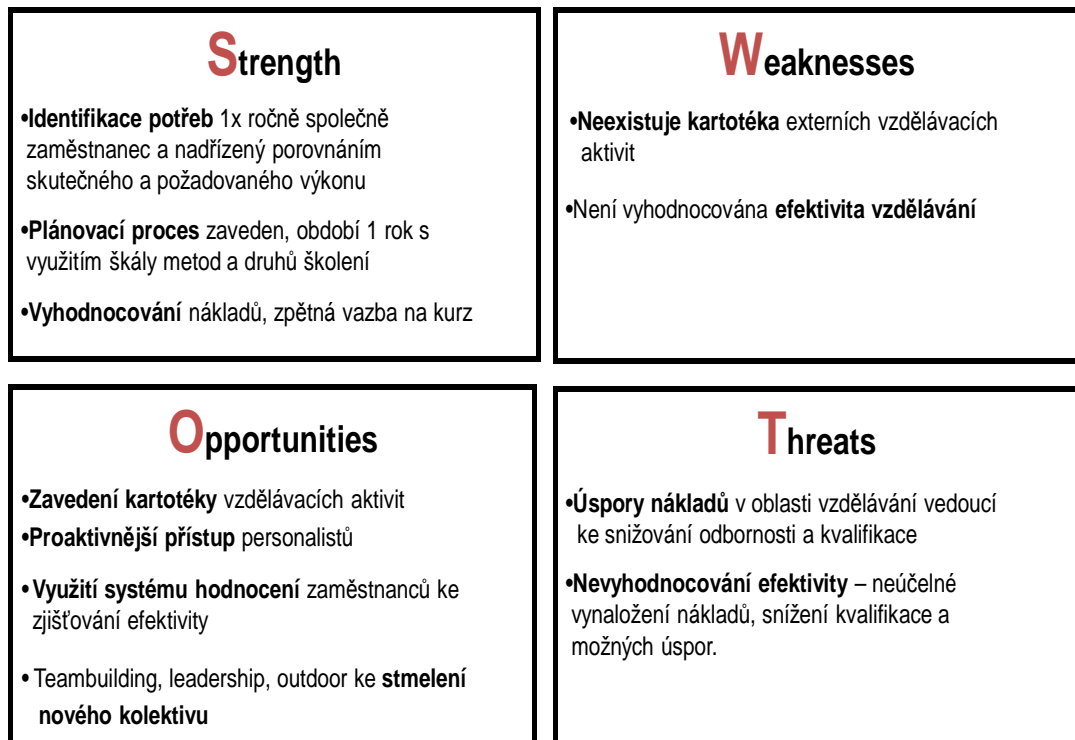 Strength
•Identifikace potřeb 1x ročně společně
zaměstnanec a nadřízený porovnáním
skutečného a požadovaného výkonu
•Plánovací proces zaveden, období 1 rok s
využitím škály metod a druhů školení
•Vyhodnocování nákladů, zpětná vazba na kurz
Weaknesses
•Neexistuje kartotéka externích vzdělávacích
aktivit
•Není vyhodnocována efektivita vzdělávání
Opportunities
•Zavedení kartotéky vzdělávacích aktivit
•Proaktivnější přístup personalistů
• Využití systému hodnocení zaměstnanců ke
zjišťování efektivity
• Teambuilding, leadership, outdoor ke stmelení
nového kolektivu
Threats
•Úspory nákladů v oblasti vzdělávání vedoucí
ke snižování odbornosti a kvalifikace
•Nevyhodnocování efektivity – neúčelné
vynaložení nákladů, snížení kvalifikace a
možných úspor.